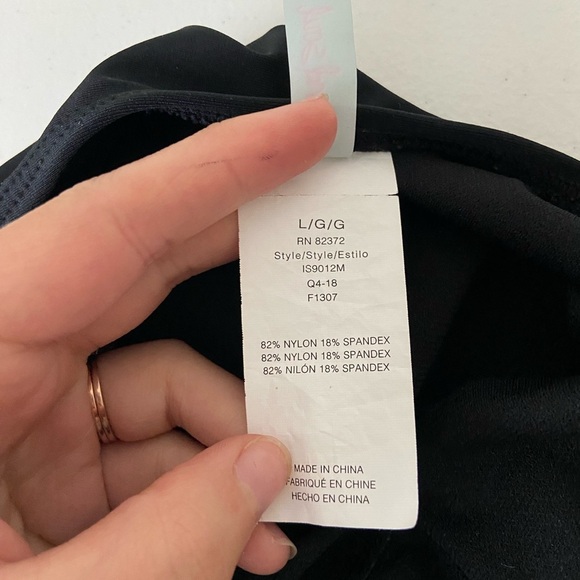 L/G/G
RN 82372
Style/Style/Estilo
IS9012M
Q4-18
F1307
82% NYLON 18% SPANDEX
82% NYLON 18% SPANDEX
82% NILÓN 18% SPANDEX
MADE IN CHINA
FABRIQUÉ EN CHINE
HECHO EN CHINA